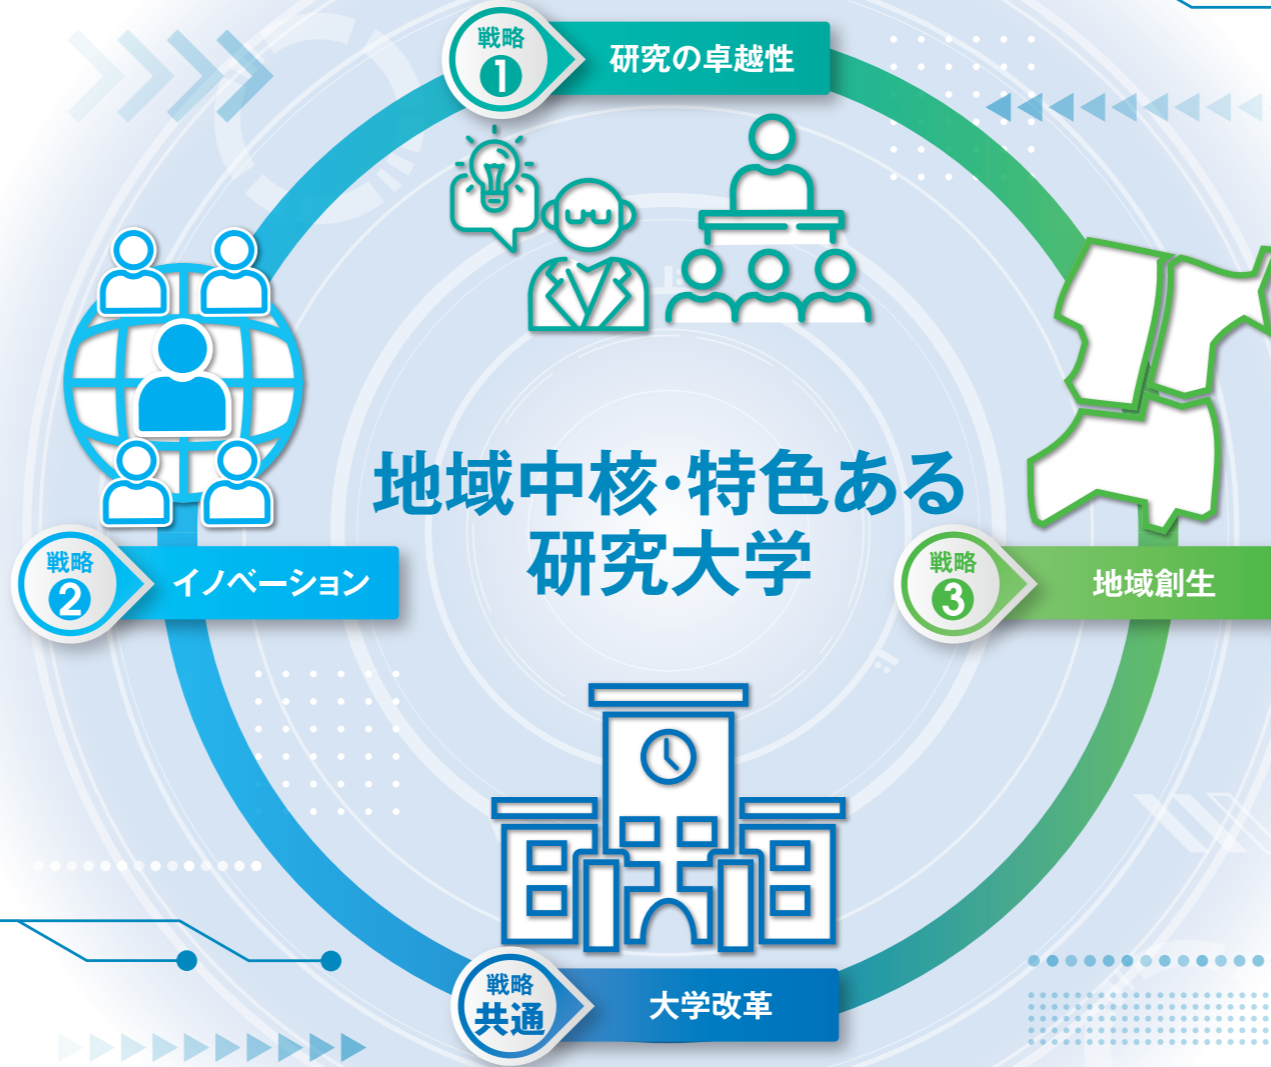 戦略
1
研究の卓越性
地域中核・特色ある
研究大学
戦略
2
イノベーション
戦略
3
地域創生
戦略
共通
大学改革